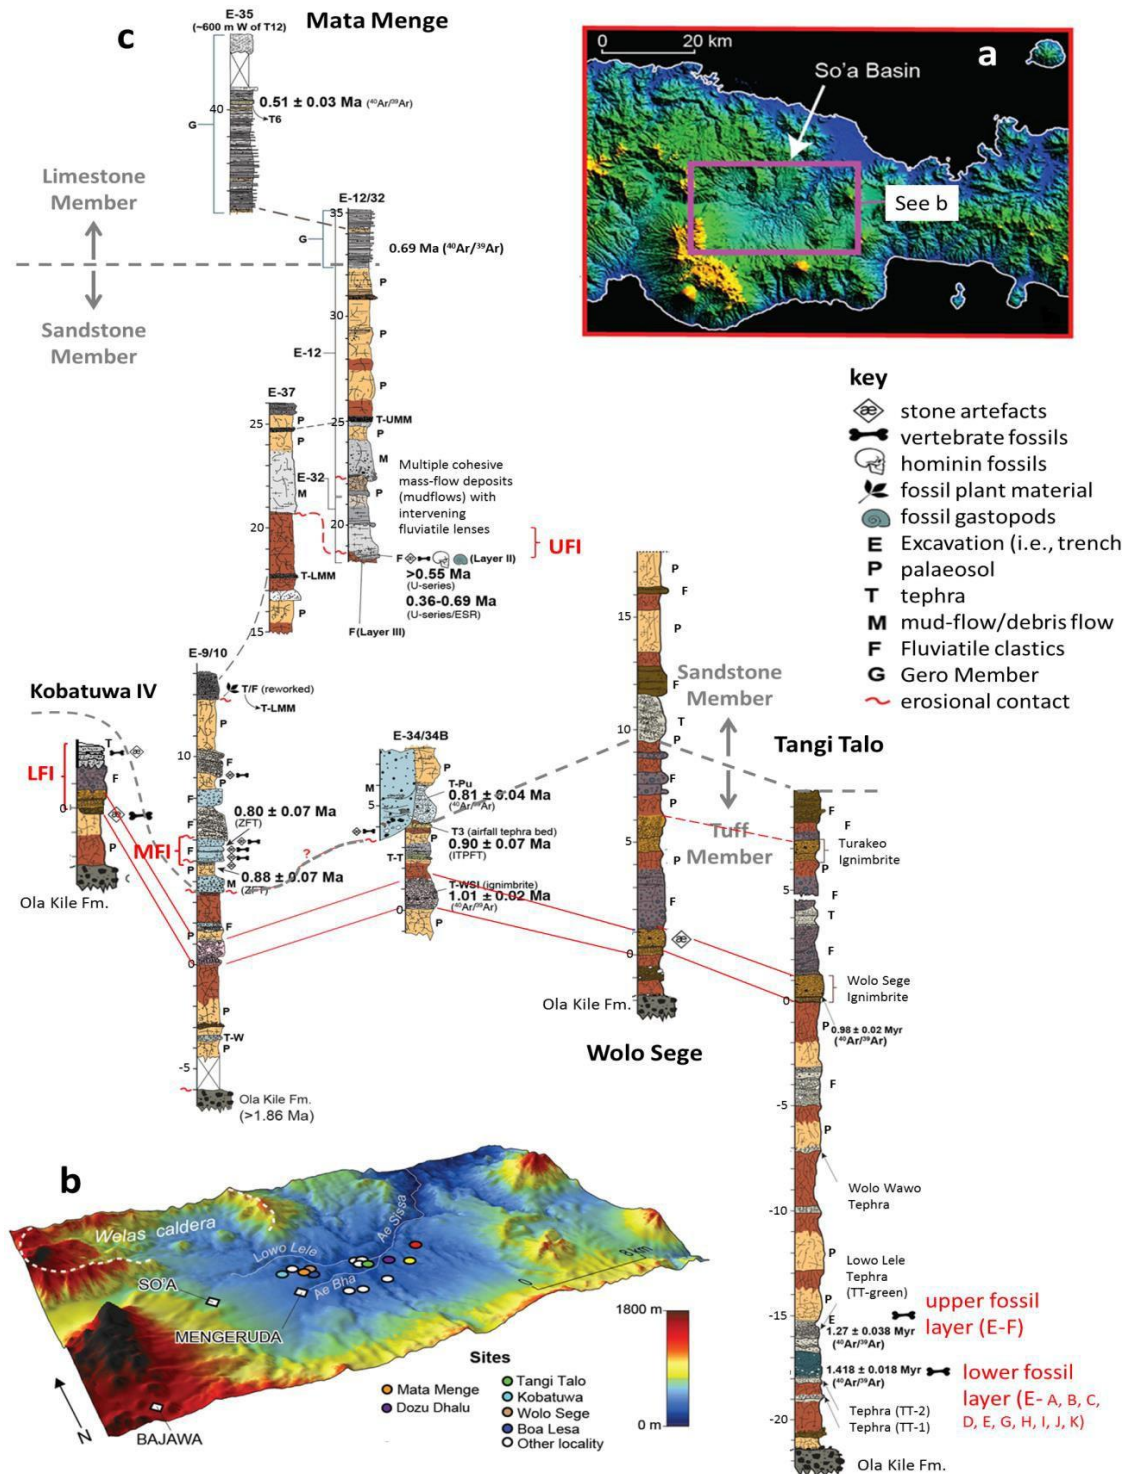 c
Mata Menge
E-35
(~600 m W of T12)
40
0.51 ± 0.03 Ma (⁴⁰Ar/³⁹Ar)
T6
G
Limestone
Member
Sandstone
Member
E-12/32
35
G
0.69 Ma (⁴⁰Ar/³⁹Ar)
P
30
P
E-12
P
25
T-UMM
P
M
E-32
P
20
Multiple cohesive
mass-flow deposits
(mudflows) with
intervening
fluviatile lenses
UFI
F
æ
(Layer II)
>0.55 Ma
(U-series)
0.36-0.69 Ma
(U-series/ESR)
F(Layer III)
E-37
25
P
P
M
20
T-LMM
P
15
E-9/10
T/F (reworked)
T-LMM
P
10
F
P
F
F
0.80 ± 0.07 Ma
(ZFT)
MFI
F
P
0.88 ± 0.07 Ma
(ZFT)
M
F
P
0
P
T-W
P
-5
Ola Kile Fm.
(>1.86 Ma)
Kobatuwa IV
T
æ
LFI
F
0
æ
P
Ola Kile Fm.
E-34/34B
M
5
P
T-Pu
0.81 ± 0.04 Ma
(⁴⁰Ar/³⁹Ar)
F
T3 (airfall tephra bed)
P
0.90 ± 0.07 Ma
(ITPFT)
T-T
T-WSI (ignimbrite)
1.01 ± 0.02 Ma
(⁴⁰Ar/³⁹Ar)
0
P
?
P
F
15
P
F
T
10
P
F
P
5
P
F
æ
0
Ola Kile Fm.
Wolo Sege
Sandstone
Member
Tuff
Member
Tangi Talo
F
F
Turakeo
Ignimbrite
P
5
F
T
F
Wolo Sege
Ignimbrite
0
0.98 ± 0.02 Myr
(⁴⁰Ar/³⁹Ar)
P
F
-5
P
Wolo Wawo
Tephra
-10
P
Lowo Lele
Tephra
(TT-green)
P
-15
E
1.27 ± 0.038 Myr
(⁴⁰Ar/³⁹Ar)
upper fossil
layer (E-F)
1.418 ± 0.018 Myr
(⁴⁰Ar/³⁹Ar)
lower fossil
layer (E- A, B, C,
D, E, G, H, I, J, K)
Tephra (TT-2)
Tephra (TT-1)
-20
Ola Kile Fm.
0 20 km
a
So'a Basin
See b
key
æ stone artefacts
vertebrate fossils
hominin fossils
fossil plant material
fossil gastopods
E Excavation (i.e., trench
P palaeosol
T tephra
M mud-flow/debris flow
F Fluviatile clastics
G Gero Member
erosional contact
b
Welas caldera
Lowo Lele
Ae Sissa
Ae Bha
SO'A
MENGERUDA
BAJAWA
N
0
8 km
1800 m
0 m
Sites
Mata Menge
Dozu Dhalu
Tangi Talo
Kobatuwa
Wolo Sege
Boa Lesa
Other locality